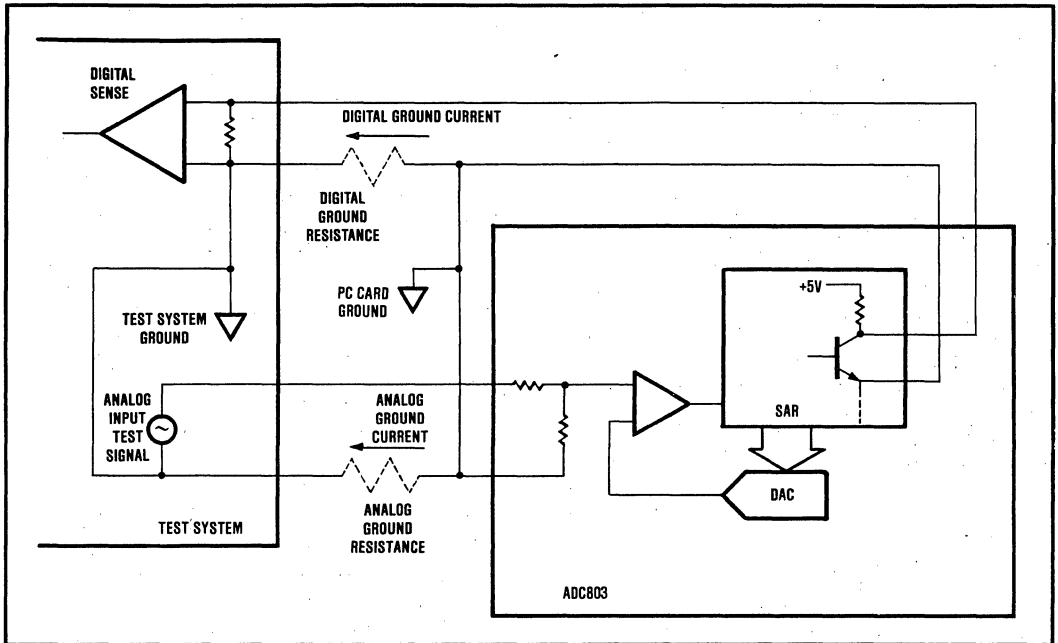 DIGITAL
SENSE
DIGITAL GROUND CURRENT
DIGITAL
GROUND
RESISTANCE
PC CARD
GROUND
TEST SYSTEM
GROUND
+5V
SAR
ANALOG
INPUT
TEST
SIGNAL
~
ANALOG
GROUND
CURRENT
ANALOG
GROUND
RESISTANCE
DAC
TEST SYSTEM
ADC803